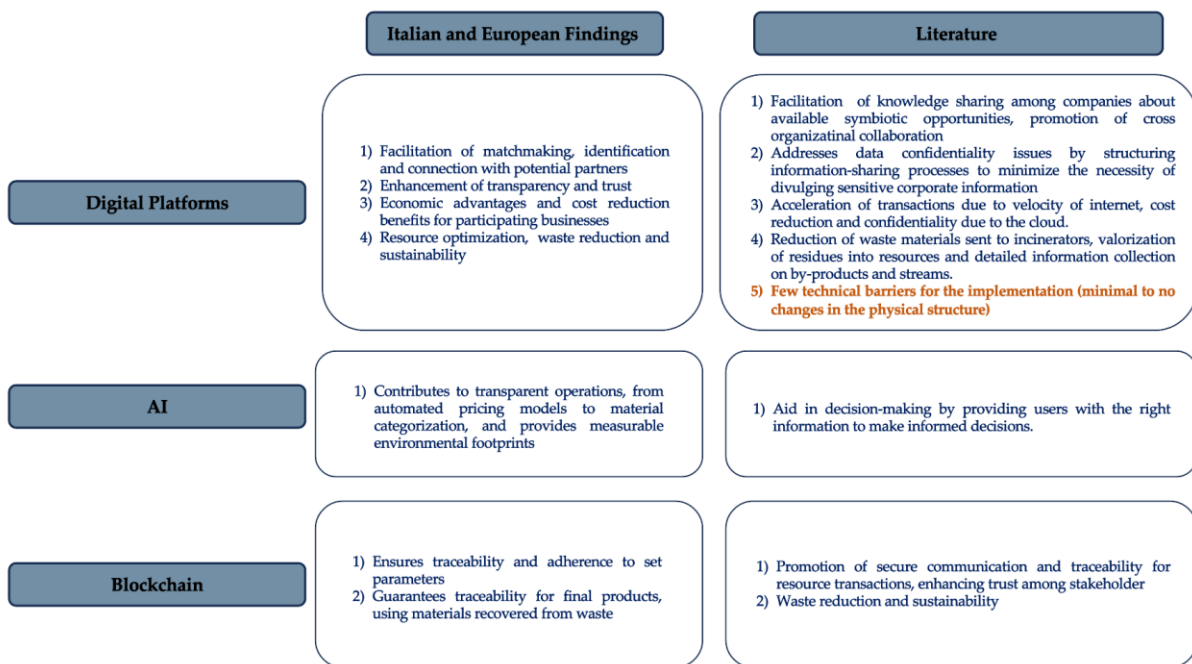 Italian and European Findings
Literature
Digital Platforms
1) Facilitation of matchmaking, identification
and connection with potential partners
2) Enhancement of transparency and trust
3) Economic advantages and cost reduction
benefits for participating businesses
4) Resource optimization, waste reduction and
sustainability
1) Facilitation of knowledge sharing among companies about
available symbiotic opportunities, promotion of cross
organizatinal collaboration
2) Addresses data confidentiality issues by structuring
information-sharing processes to minimize the necessity of
divulging sensitive corporate information
3) Acceleration of transactions due to velocity of internet, cost
reduction and confidentiality due to the cloud.
4) Reduction of waste materials sent to incinerators, valorization
of residues into resources and detailed information collection
on by-products and streams.
5) Few technical barriers for the implementation (minimal to no
changes in the physical structure)
AI
1) Contributes to transparent operations, from
automated pricing models to material
categorization, and provides measurable
environmental footprints
1) Aid in decision-making by providing users with the right
information to make informed decisions.
Blockchain
1) Ensures traceability and adherence to set
parameters
2) Guarantees traceability for final products,
using materials recovered from waste
1) Promotion of secure communication and traceability for
resource transactions, enhancing trust among stakeholder
2) Waste reduction and sustainability